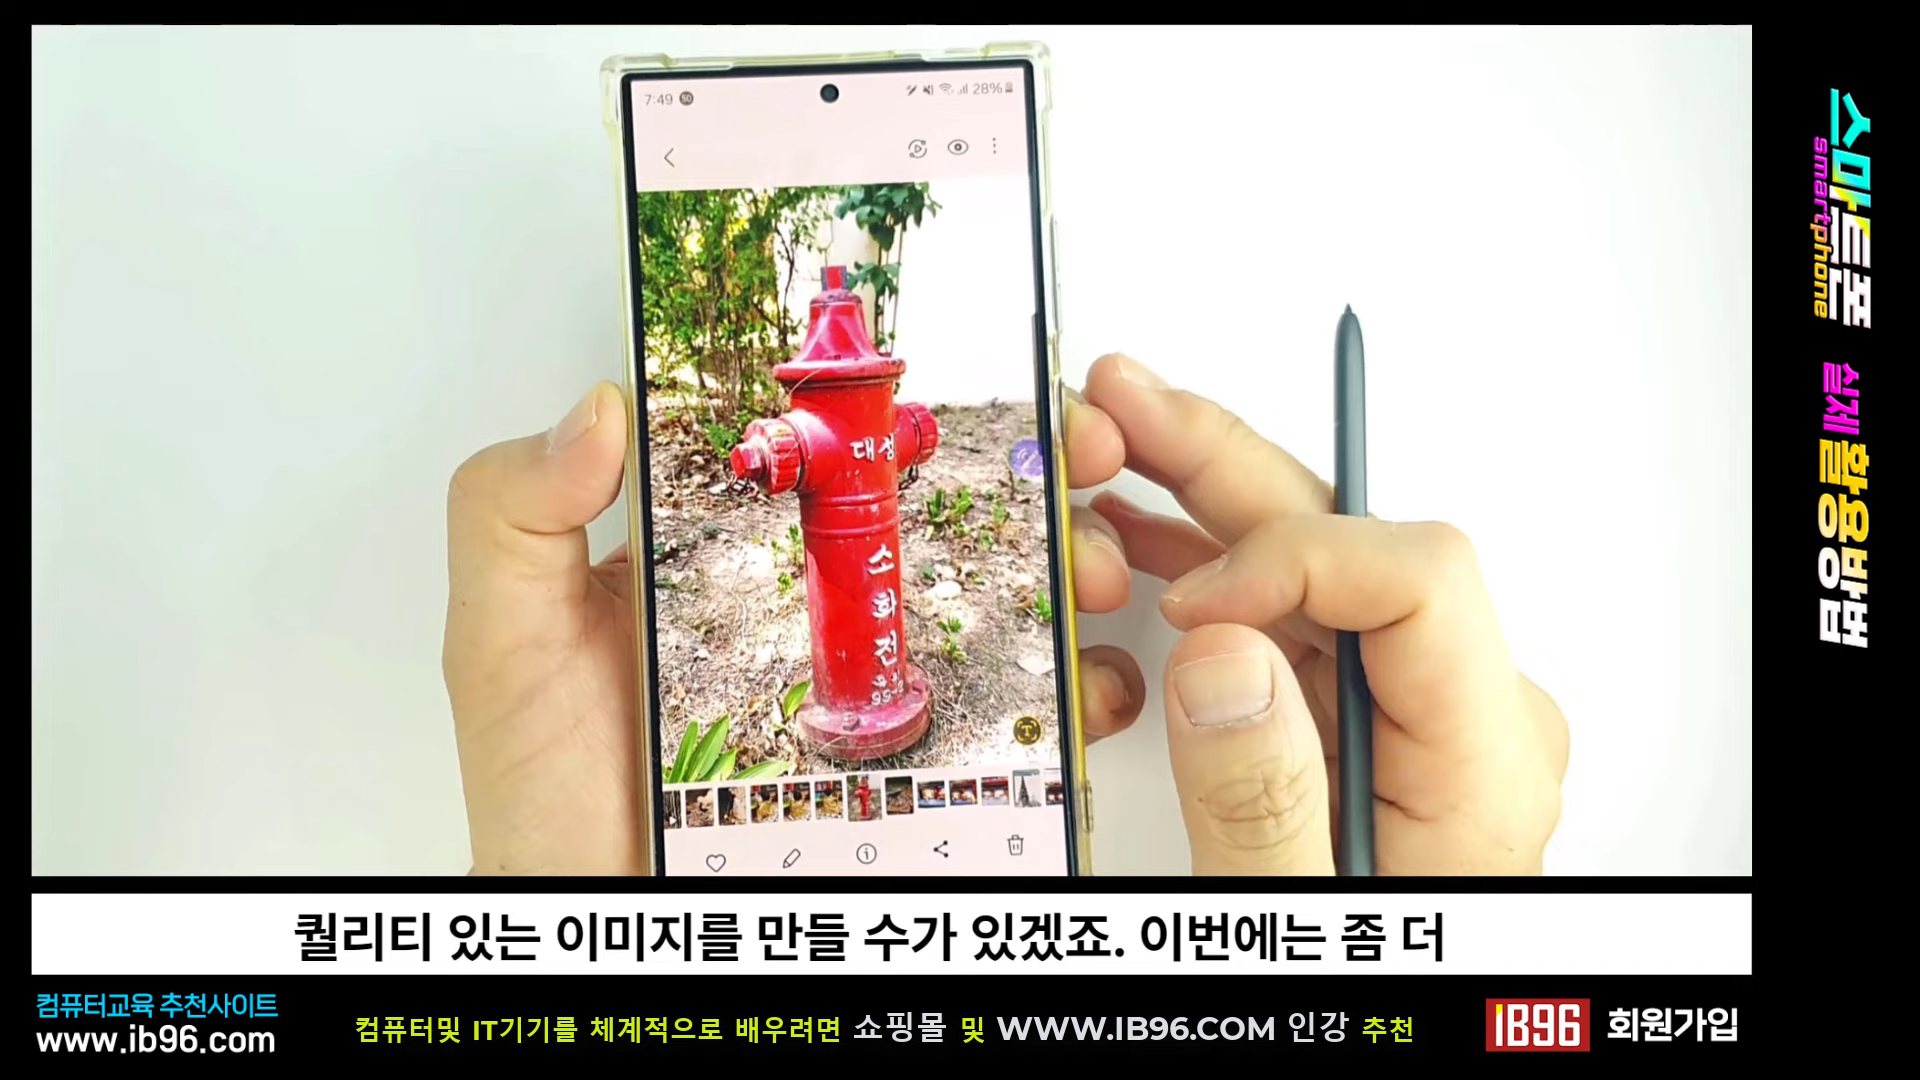 7:49
28%
대성
소
화
전
T
퀄리티 있는 이미지를 만들 수가 있겠죠. 이번에는 좀 더
컴퓨터교육 추천사이트
www.ib96.com
컴퓨터및 IT기기를 체계적으로 배우려면 쇼핑몰 및 WWW.IB96.COM 인강 추천
IB96 회원가입
스마트폰 실제활용방법
smartphone